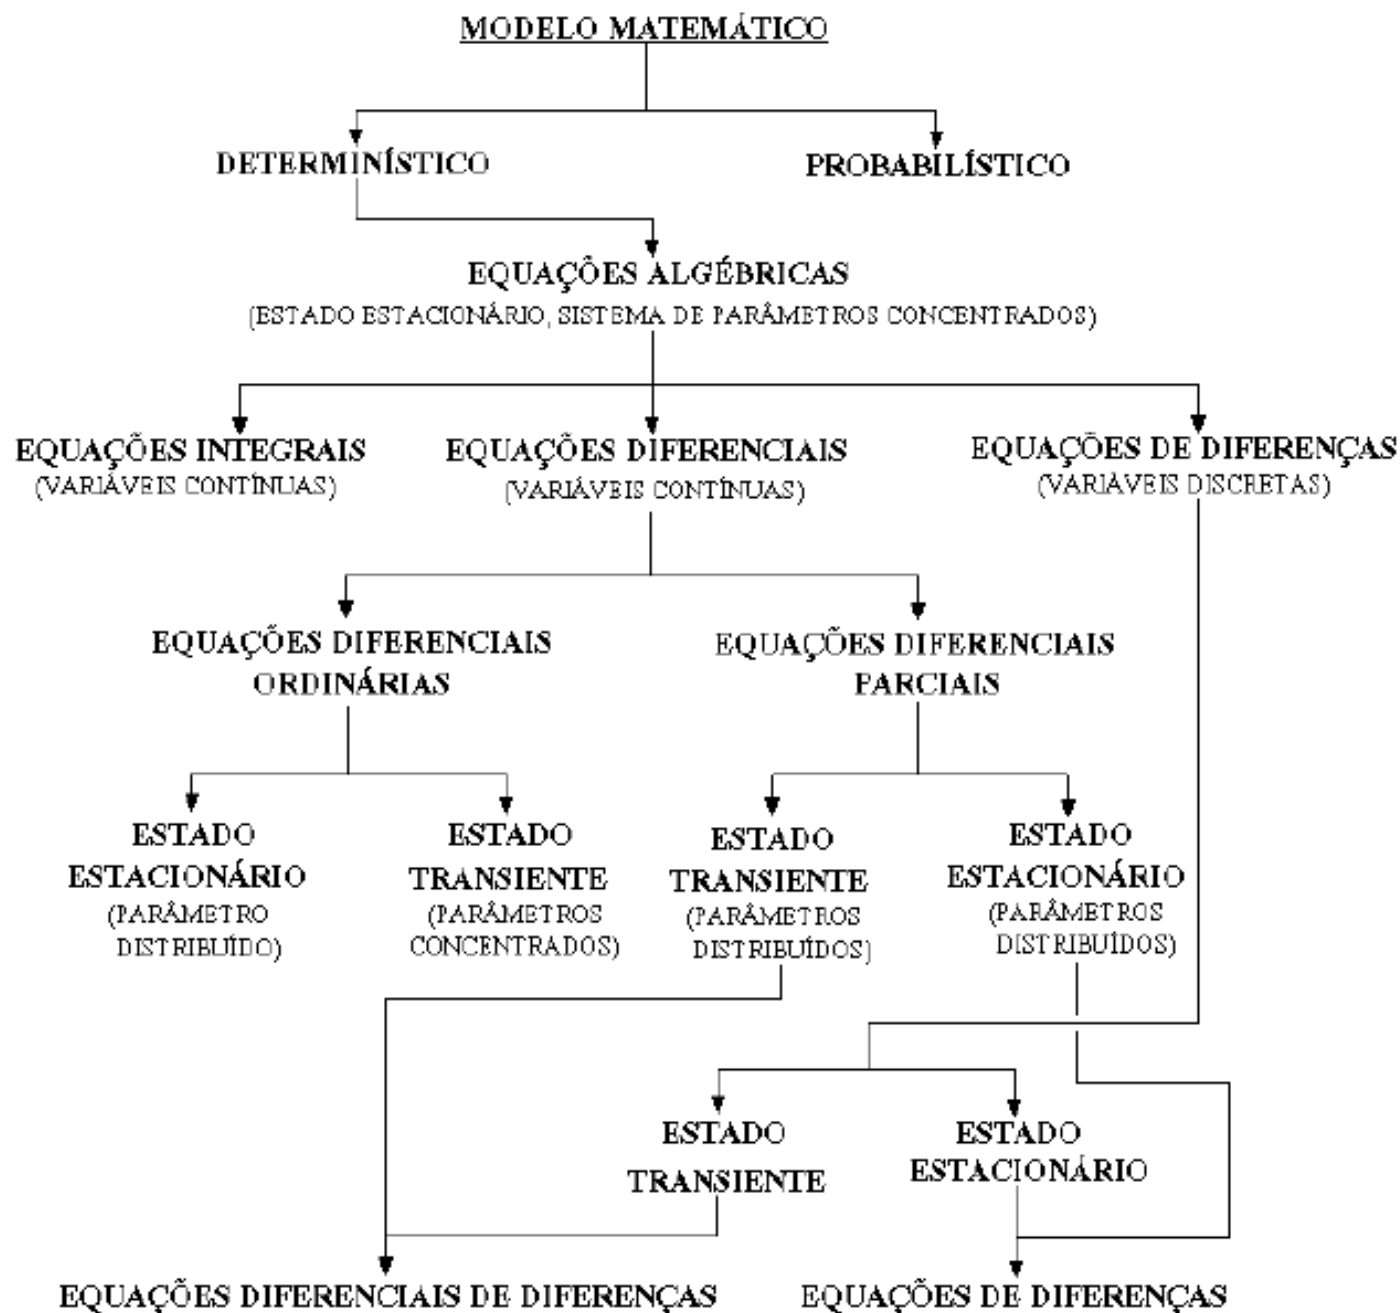 MODELO MATEMÁTICO
DETERMINÍSTICO
PROBABILÍSTICO
EQUAÇÕES ALGÉBRICAS
(ESTADO ESTACIONÁRIO, SISTEMA DE PARÂMETROS CONCENTRADOS)
EQUAÇÕES INTEGRAIS
(VARIÁVEIS CONTÍNUAS)
EQUAÇÕES DIFERENCIAIS
(VARIÁVEIS CONTÍNUAS)
EQUAÇÕES DE DIFERENÇAS
(VARIÁVEIS DISCRETAS)
EQUAÇÕES DIFERENCIAIS
ORDINÁRIAS
EQUAÇÕES DIFERENCIAIS
PARCIAIS
ESTADO
ESTACIONÁRIO
(PARÂMETRO
DISTRIBUÍDO)
ESTADO
TRANSIENTE
(PARÂMETROS
CONCENTRADOS)
ESTADO
TRANSIENTE
(PARÂMETROS
DISTRIBUÍDOS)
ESTADO
ESTACIONÁRIO
(PARÂMETROS
DISTRIBUÍDOS)
ESTADO
TRANSIENTE
ESTADO
ESTACIONÁRIO
EQUAÇÕES DIFERENCIAIS DE DIFERENÇAS
EQUAÇÕES DE DIFERENÇAS